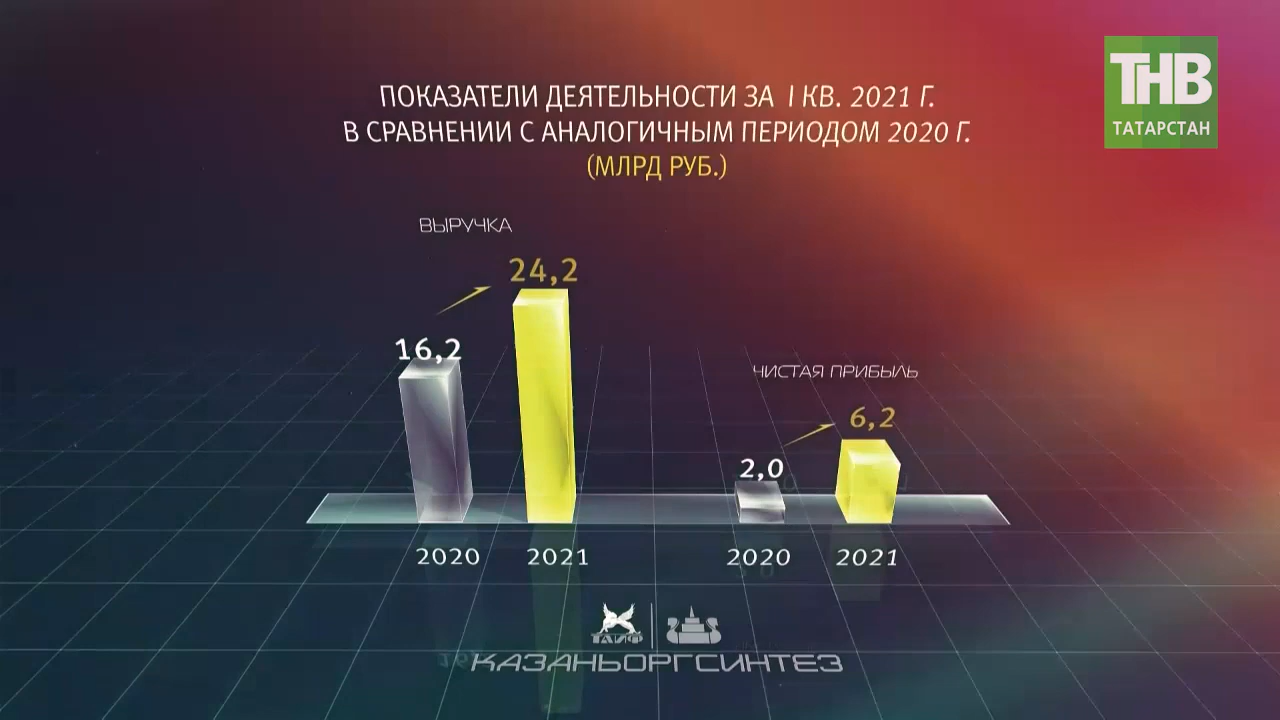 ТНВ
ТАТАРСТАН
ПОКАЗАТЕЛИ ДЕЯТЕЛЬНОСТИ ЗА I КВ. 2021 Г.
В СРАВНЕНИИ С АНАЛОГИЧНЫМ ПЕРИОДОМ 2020 Г.
(МЛРД РУБ.)
ВЫРУЧКА
24,2
16,2
ЧИСТАЯ ПРИБЫЛЬ
6,2
2,0
2020 2021 2020 2021
ТАИФ
КАЗАНЬОРГСИНТЕЗ